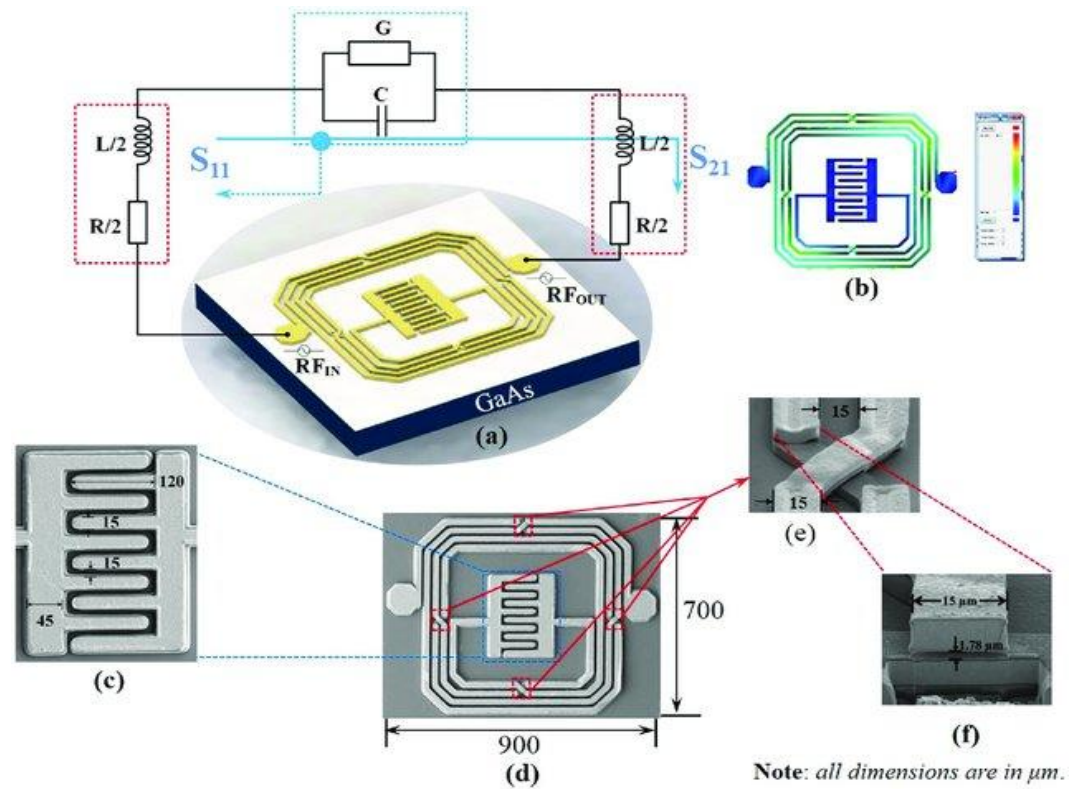 G
C
L/2
R/2
S11
S21
L/2
R/2
RFOUT
RFIN
GaAs
(a)
(b)
120
15
15
45
(c)
700
900
(d)
15
15
(e)
15 μm
1.78 μm
(f)
Note: all dimensions are in μm.